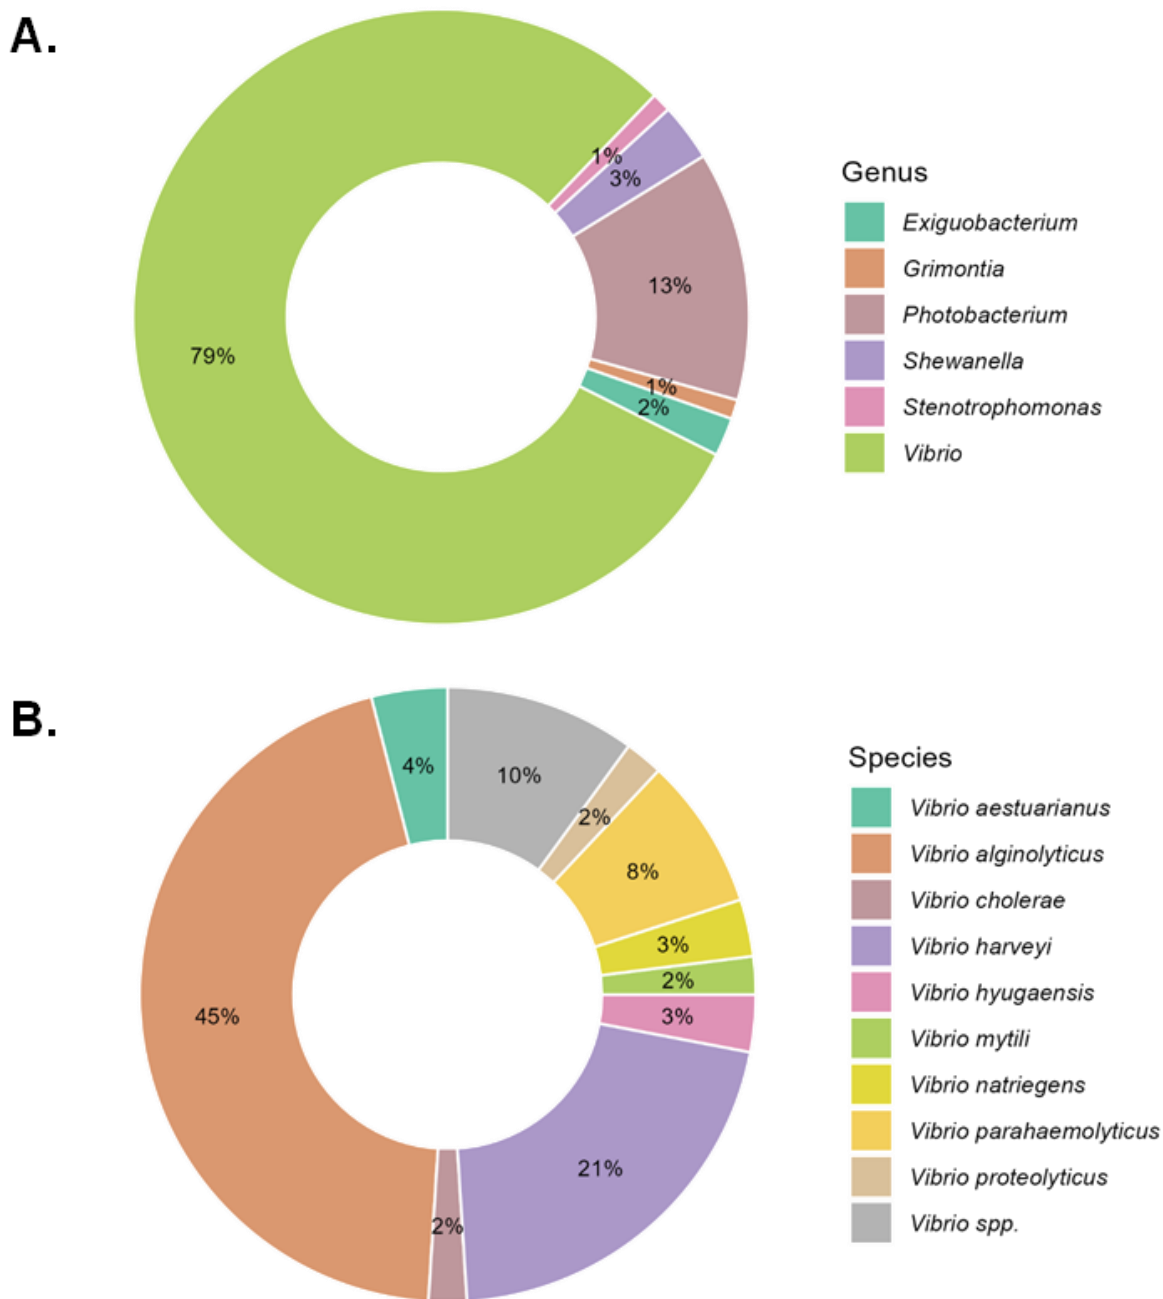 A.
1%
3%
13%
79%
1%
2%
Genus
Exiguobacterium
Grimontia
Photobacterium
Shewanella
Stenotrophomonas
Vibrio
B.
4%
10%
2%
8%
3%
2%
45%
3%
21%
2%
Species
Vibrio aestuarianus
Vibrio alginolyticus
Vibrio cholerae
Vibrio harveyi
Vibrio hyugaensis
Vibrio mytili
Vibrio natriegens
Vibrio parahaemolyticus
Vibrio proteolyticus
Vibrio spp.